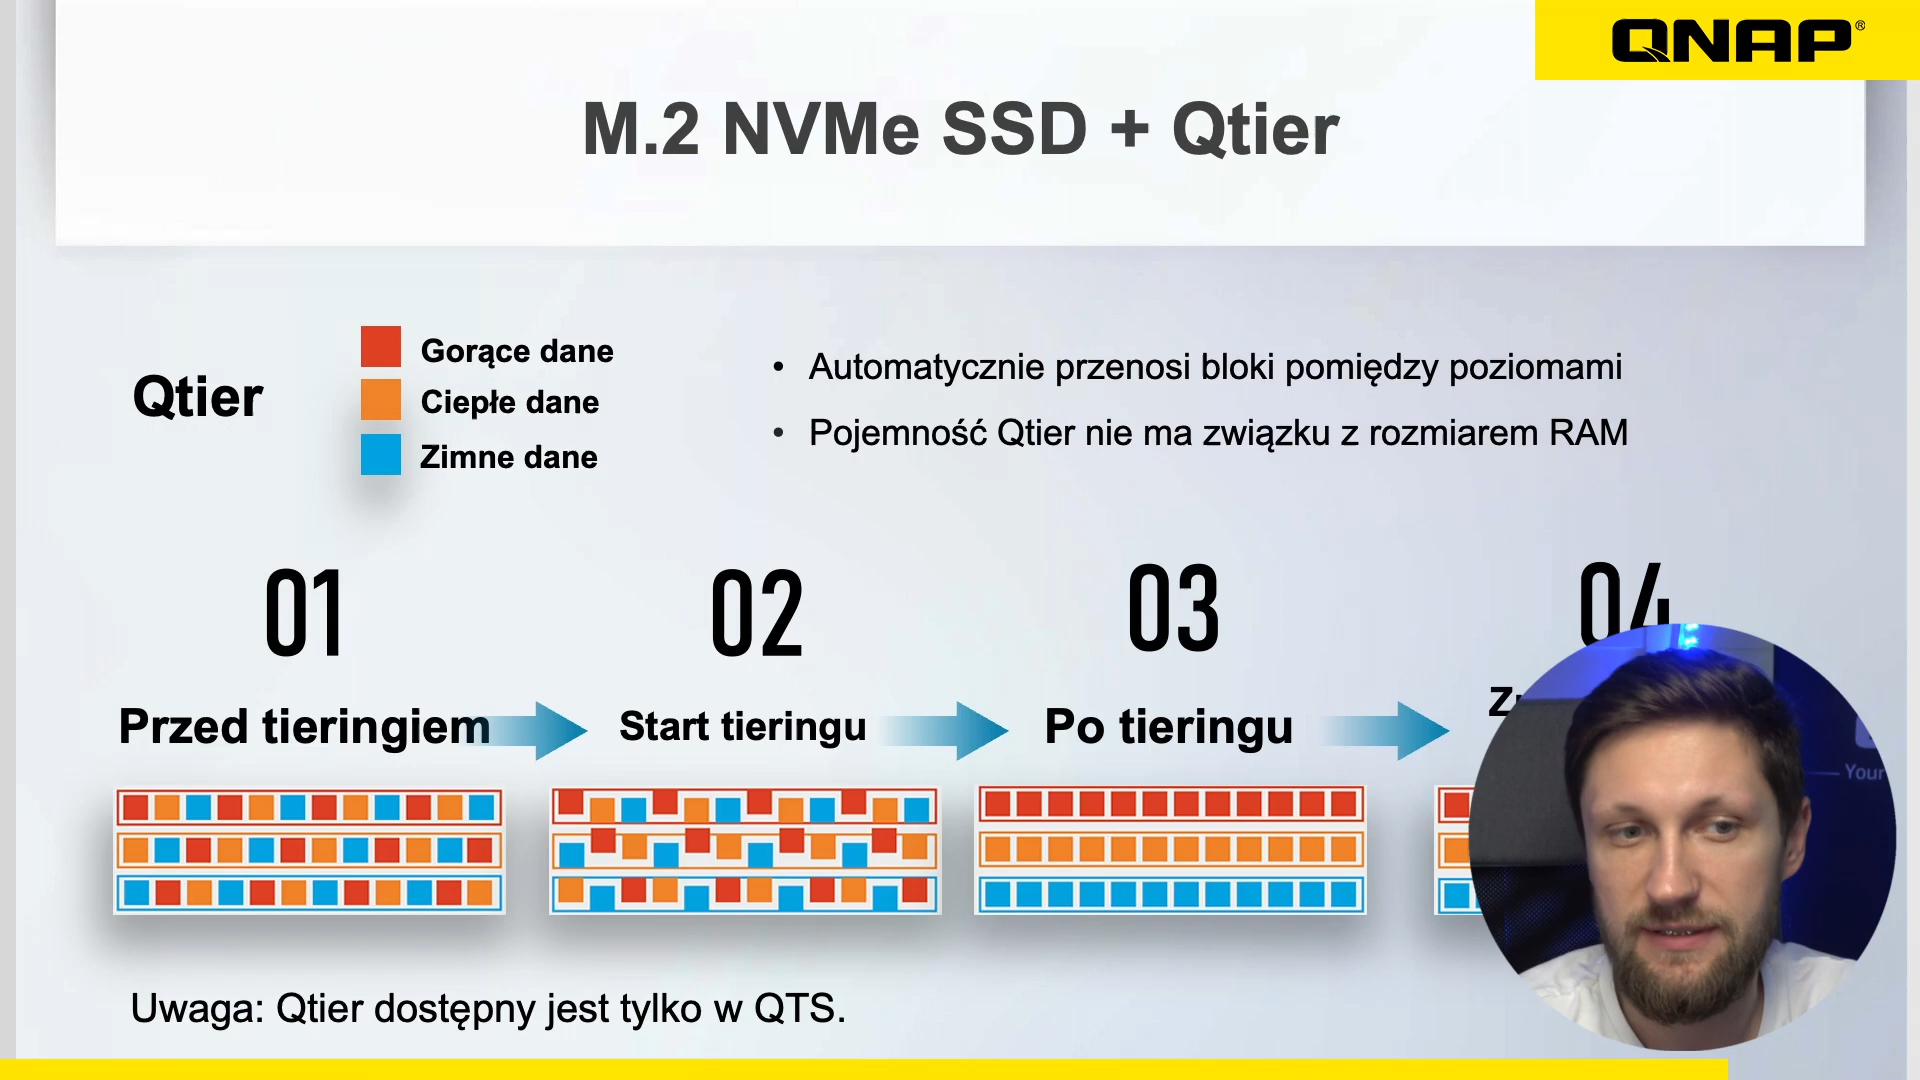 QNAP®
M.2 NVMe SSD + Qtier
Qtier
Gorące dane
Ciepłe dane
Zimne dane
• Automatycznie przenosi bloki pomiędzy poziomami
• Pojemność Qtier nie ma związku z rozmiarem RAM
01
02
03
04
Przed tieringiem
Start tieringu
Po tieringu
Your
Uwaga: Qtier dostępny jest tylko w QTS.